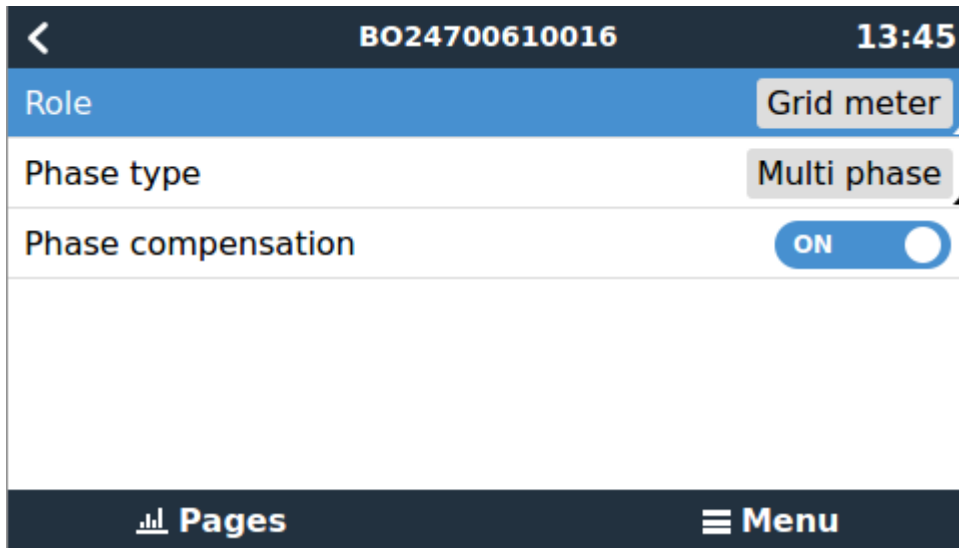 BO24700610016 13:45
Role Grid meter
Phase type Multi phase
Phase compensation ON
Pages Menu